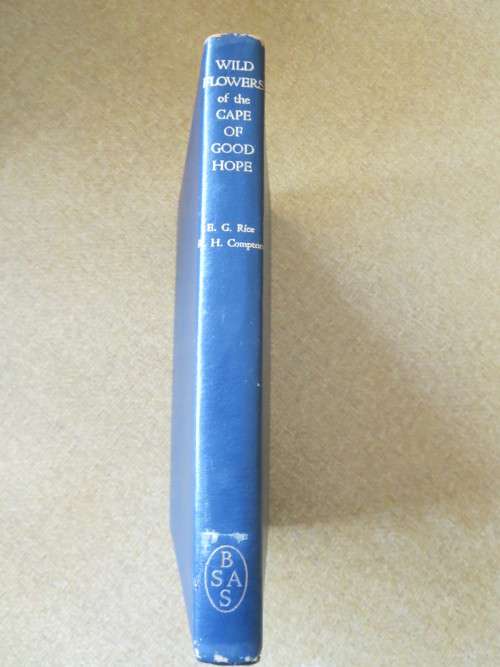 WILD
FLOWERS
of the
CAPE
OF
GOOD
HOPE
E. G. Rice
R. H. Compton
B
S A
S